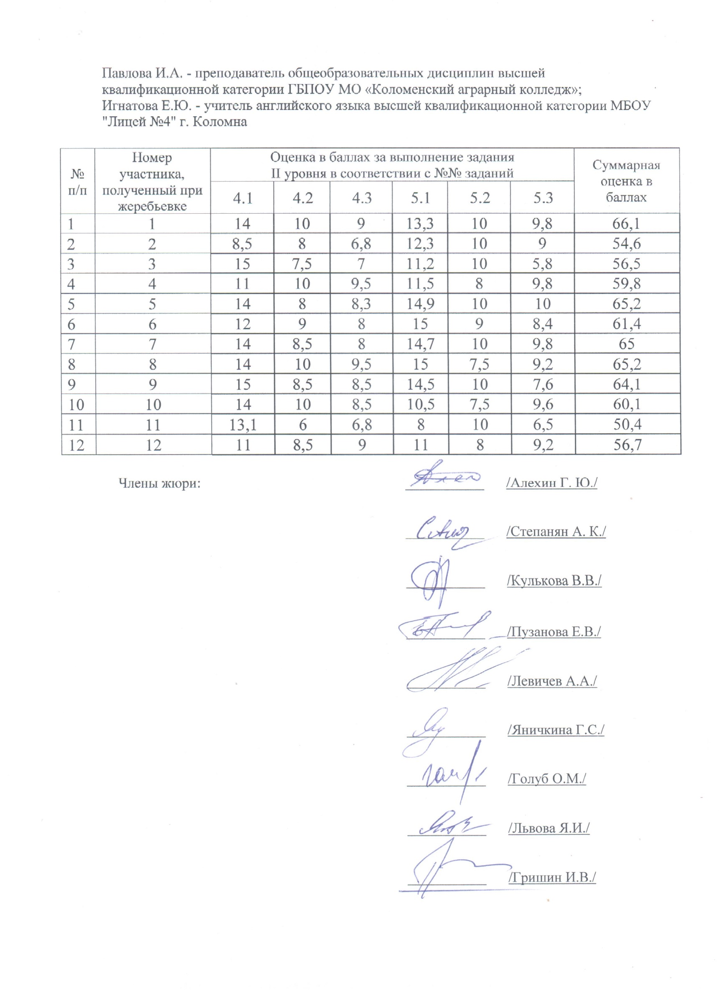 Павлова И.А. - преподаватель общеобразовательных дисциплин высшей
квалификационной категории ГБПОУ МО «Коломенский аграрный колледж»;
Игнатова Е.Ю. - учитель английского языка высшей квалификационной категории МБОУ
"Лицей №4" г. Коломна
№ п/п Номер участника, полученный при жеребьевке Оценка в баллах за выполнение задания II уровня в соответствии с №№ заданий Суммарная оценка в баллах
4.1 4.2 4.3 5.1 5.2 5.3
1 1 14 10 9 13,3 10 9,8 66,1
2 2 8,5 8 6,8 12,3 10 9 54,6
3 3 15 7,5 7 11,2 10 5,8 56,5
4 4 11 10 9,5 11,5 8 9,8 59,8
5 5 14 8 8,3 14,9 10 10 65,2
6 6 12 9 8 15 9 8,4 61,4
7 7 14 8,5 8 14,7 10 9,8 65
8 8 14 10 9,5 15 7,5 9,2 65,2
9 9 15 8,5 8,5 14,5 10 7,6 64,1
10 10 14 10 8,5 10,5 7,5 9,6 60,1
11 11 13,1 6 6,8 8 10 6,5 50,4
12 12 11 8,5 9 11 8 9,2 56,7
Члены жюри: /Алехин Г. Ю./
/Степанян А. К./
/Кулькова В.В./
/Пузанова Е.В./
/Левичев А.А./
/Яничкина Г.С./
/Голуб О.М./
/Львова Я.И./
/Гришин И.В./